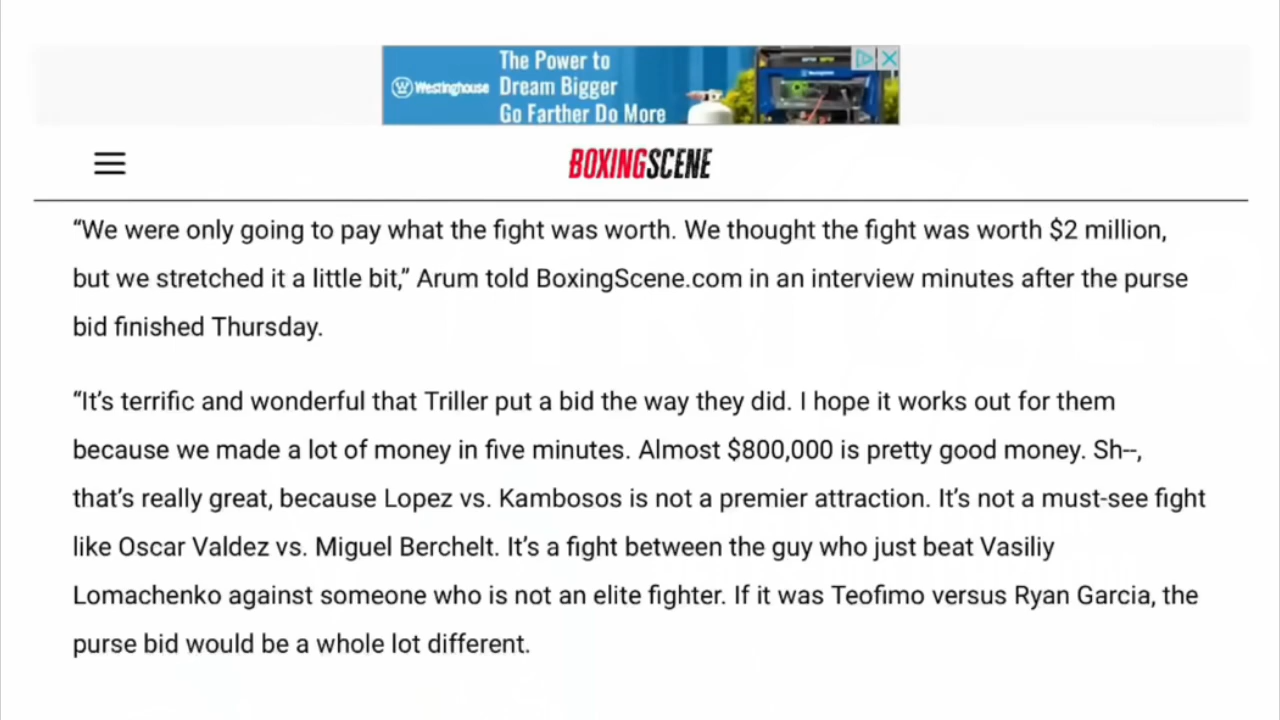 The Power to
Dream Bigger
Go Farther Do More
Westinghouse
BOXINGSCENE
“We were only going to pay what the fight was worth. We thought the fight was worth $2 million,
but we stretched it a little bit,” Arum told BoxingScene.com in an interview minutes after the purse
bid finished Thursday.
“It’s terrific and wonderful that Triller put a bid the way they did. I hope it works out for them
because we made a lot of money in five minutes. Almost $800,000 is pretty good money. Sh--,
that’s really great, because Lopez vs. Kambosos is not a premier attraction. It’s not a must-see fight
like Oscar Valdez vs. Miguel Berchelt. It’s a fight between the guy who just beat Vasiliy
Lomachenko against someone who is not an elite fighter. If it was Teofimo versus Ryan Garcia, the
purse bid would be a whole lot different.